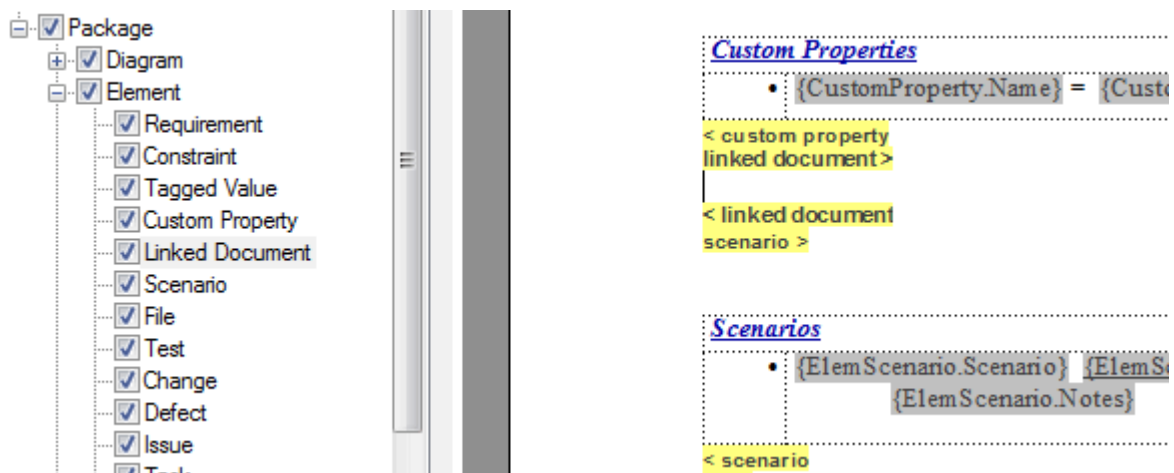 Package
Diagram
Element
Requirement
Constraint
Tagged Value
Custom Property
Linked Document
Scenario
File
Test
Change
Defect
Issue
Custom Properties
• {CustomProperty.Name} = {Custo
< custom property
linked document >
< linked document
scenario >
Scenarios
• {ElemScenario.Scenario} {ElemSc
{ElemScenario.Notes}
< scenario